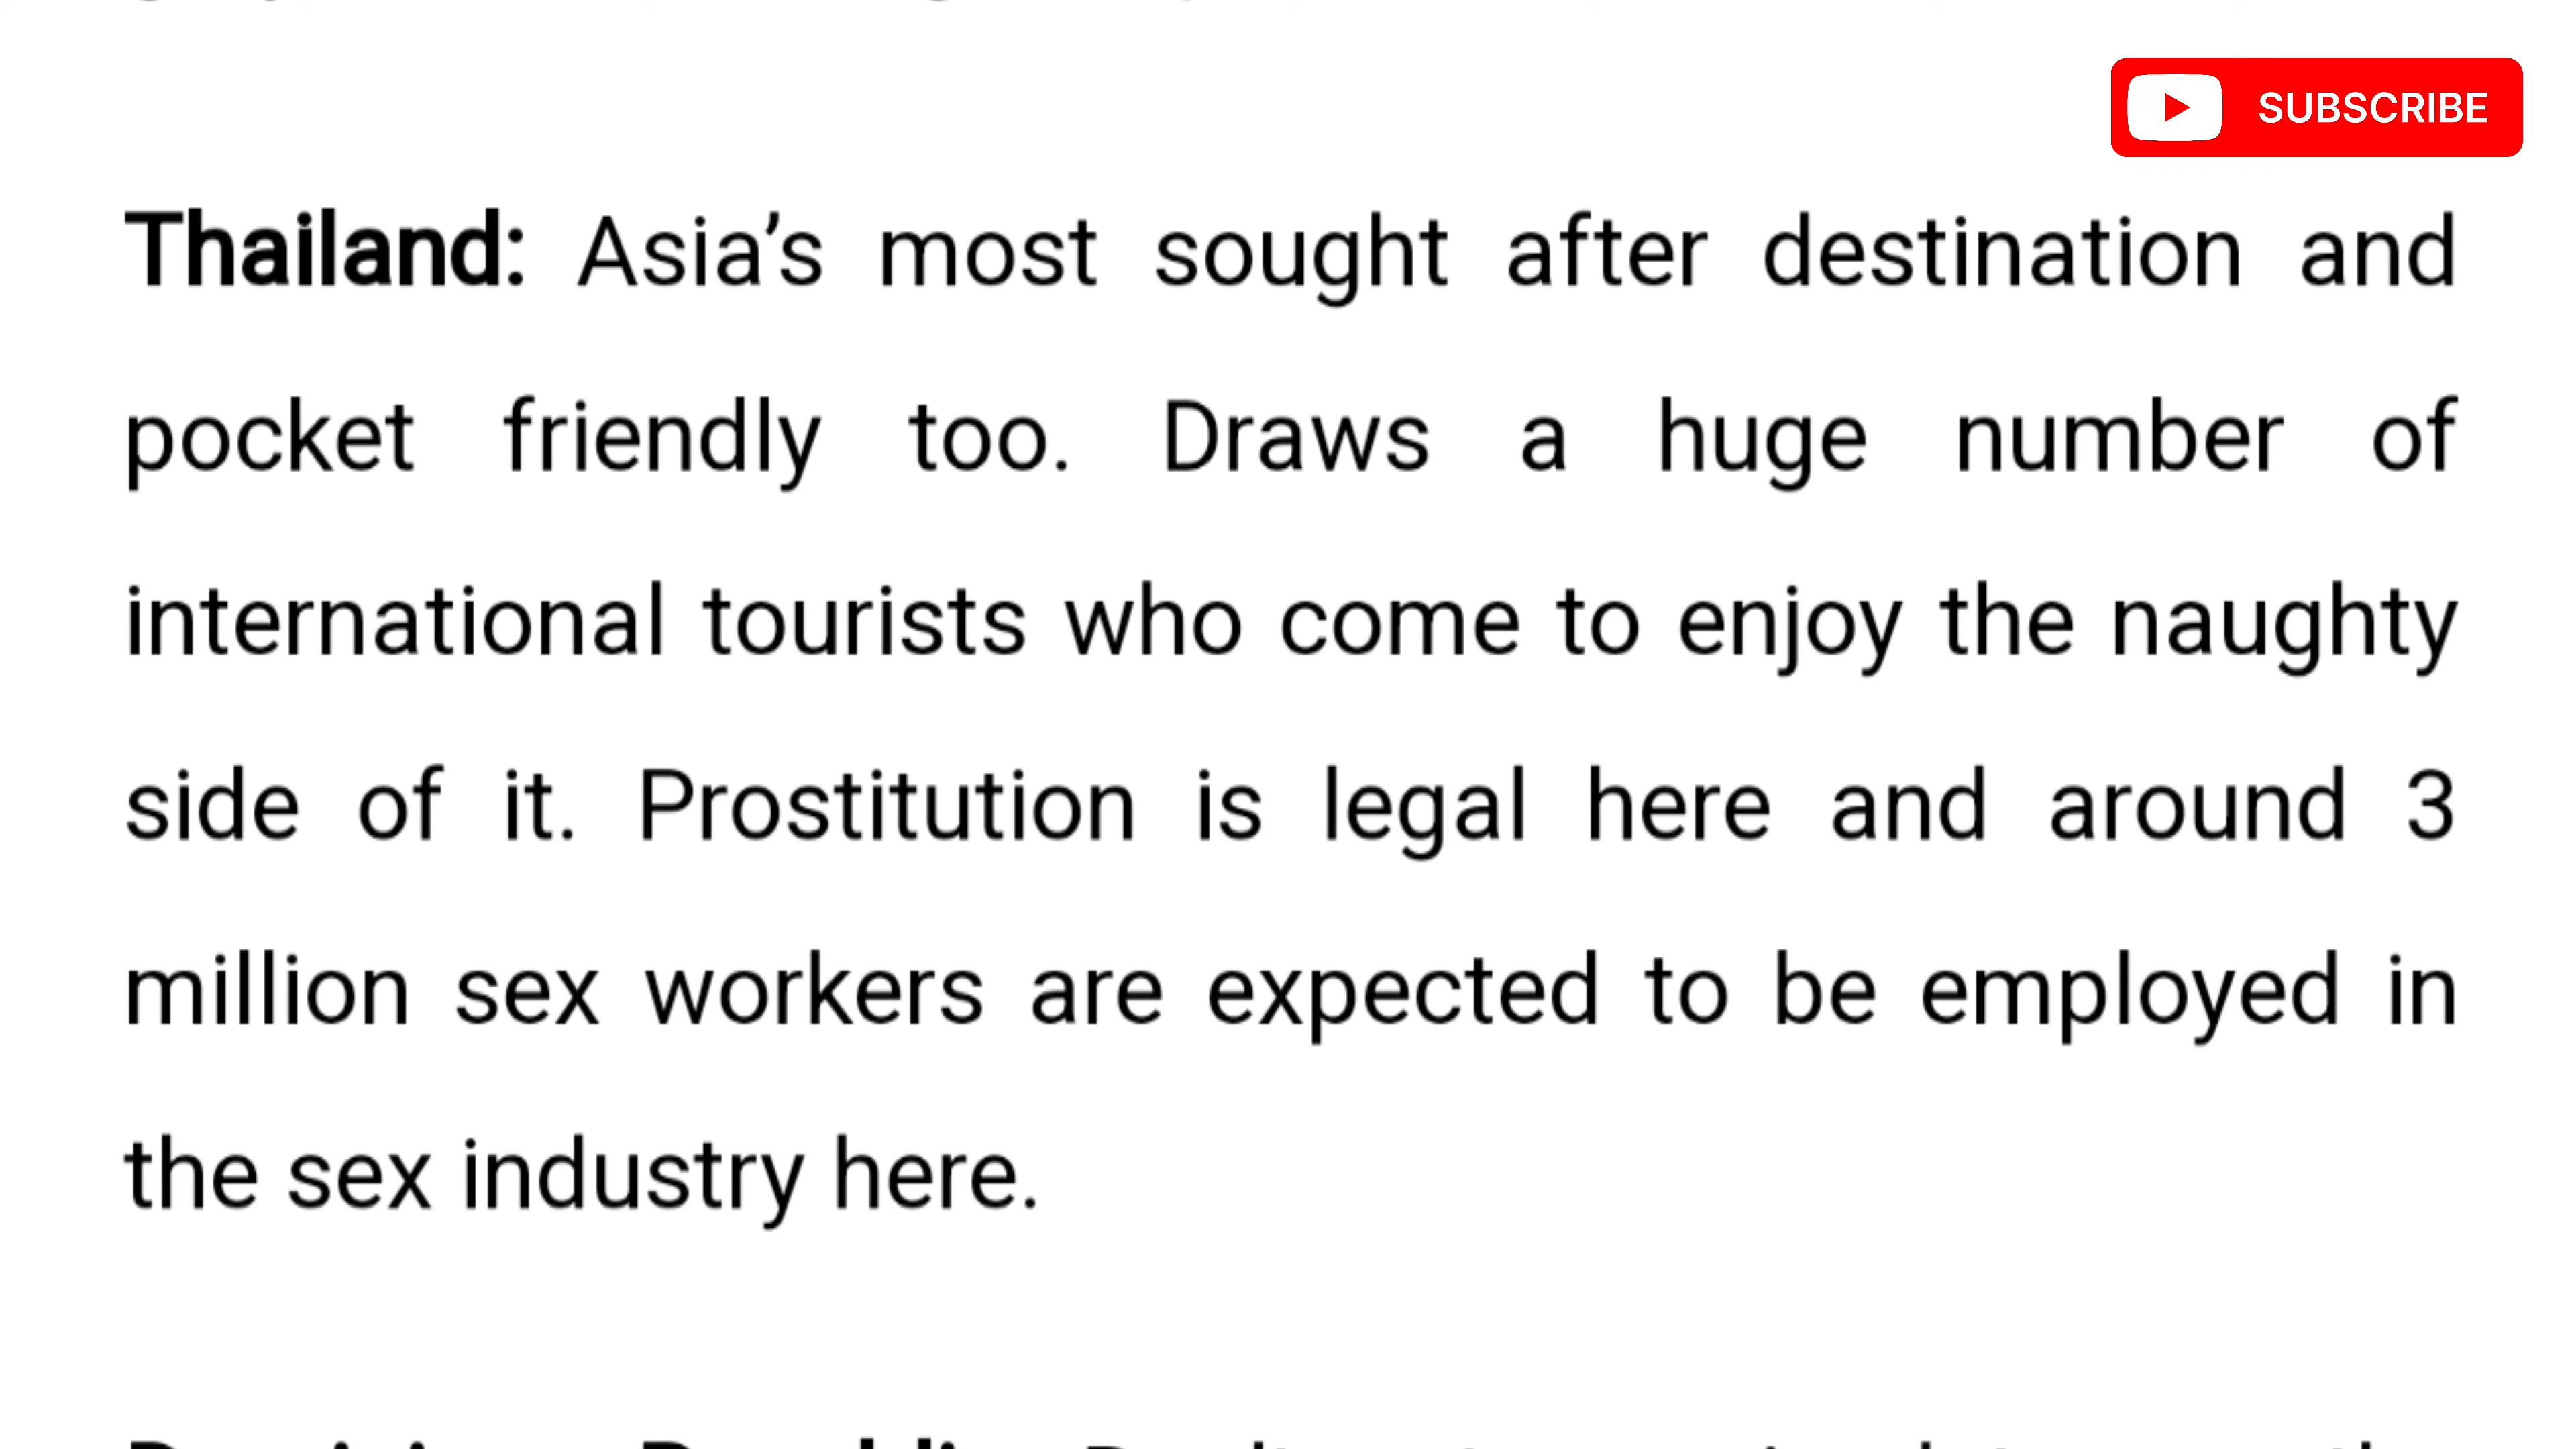 SUBSCRIBE
Thailand: Asia’s most sought after destination and
pocket friendly too. Draws a huge number of
international tourists who come to enjoy the naughty
side of it. Prostitution is legal here and around 3
million sex workers are expected to be employed in
the sex industry here.